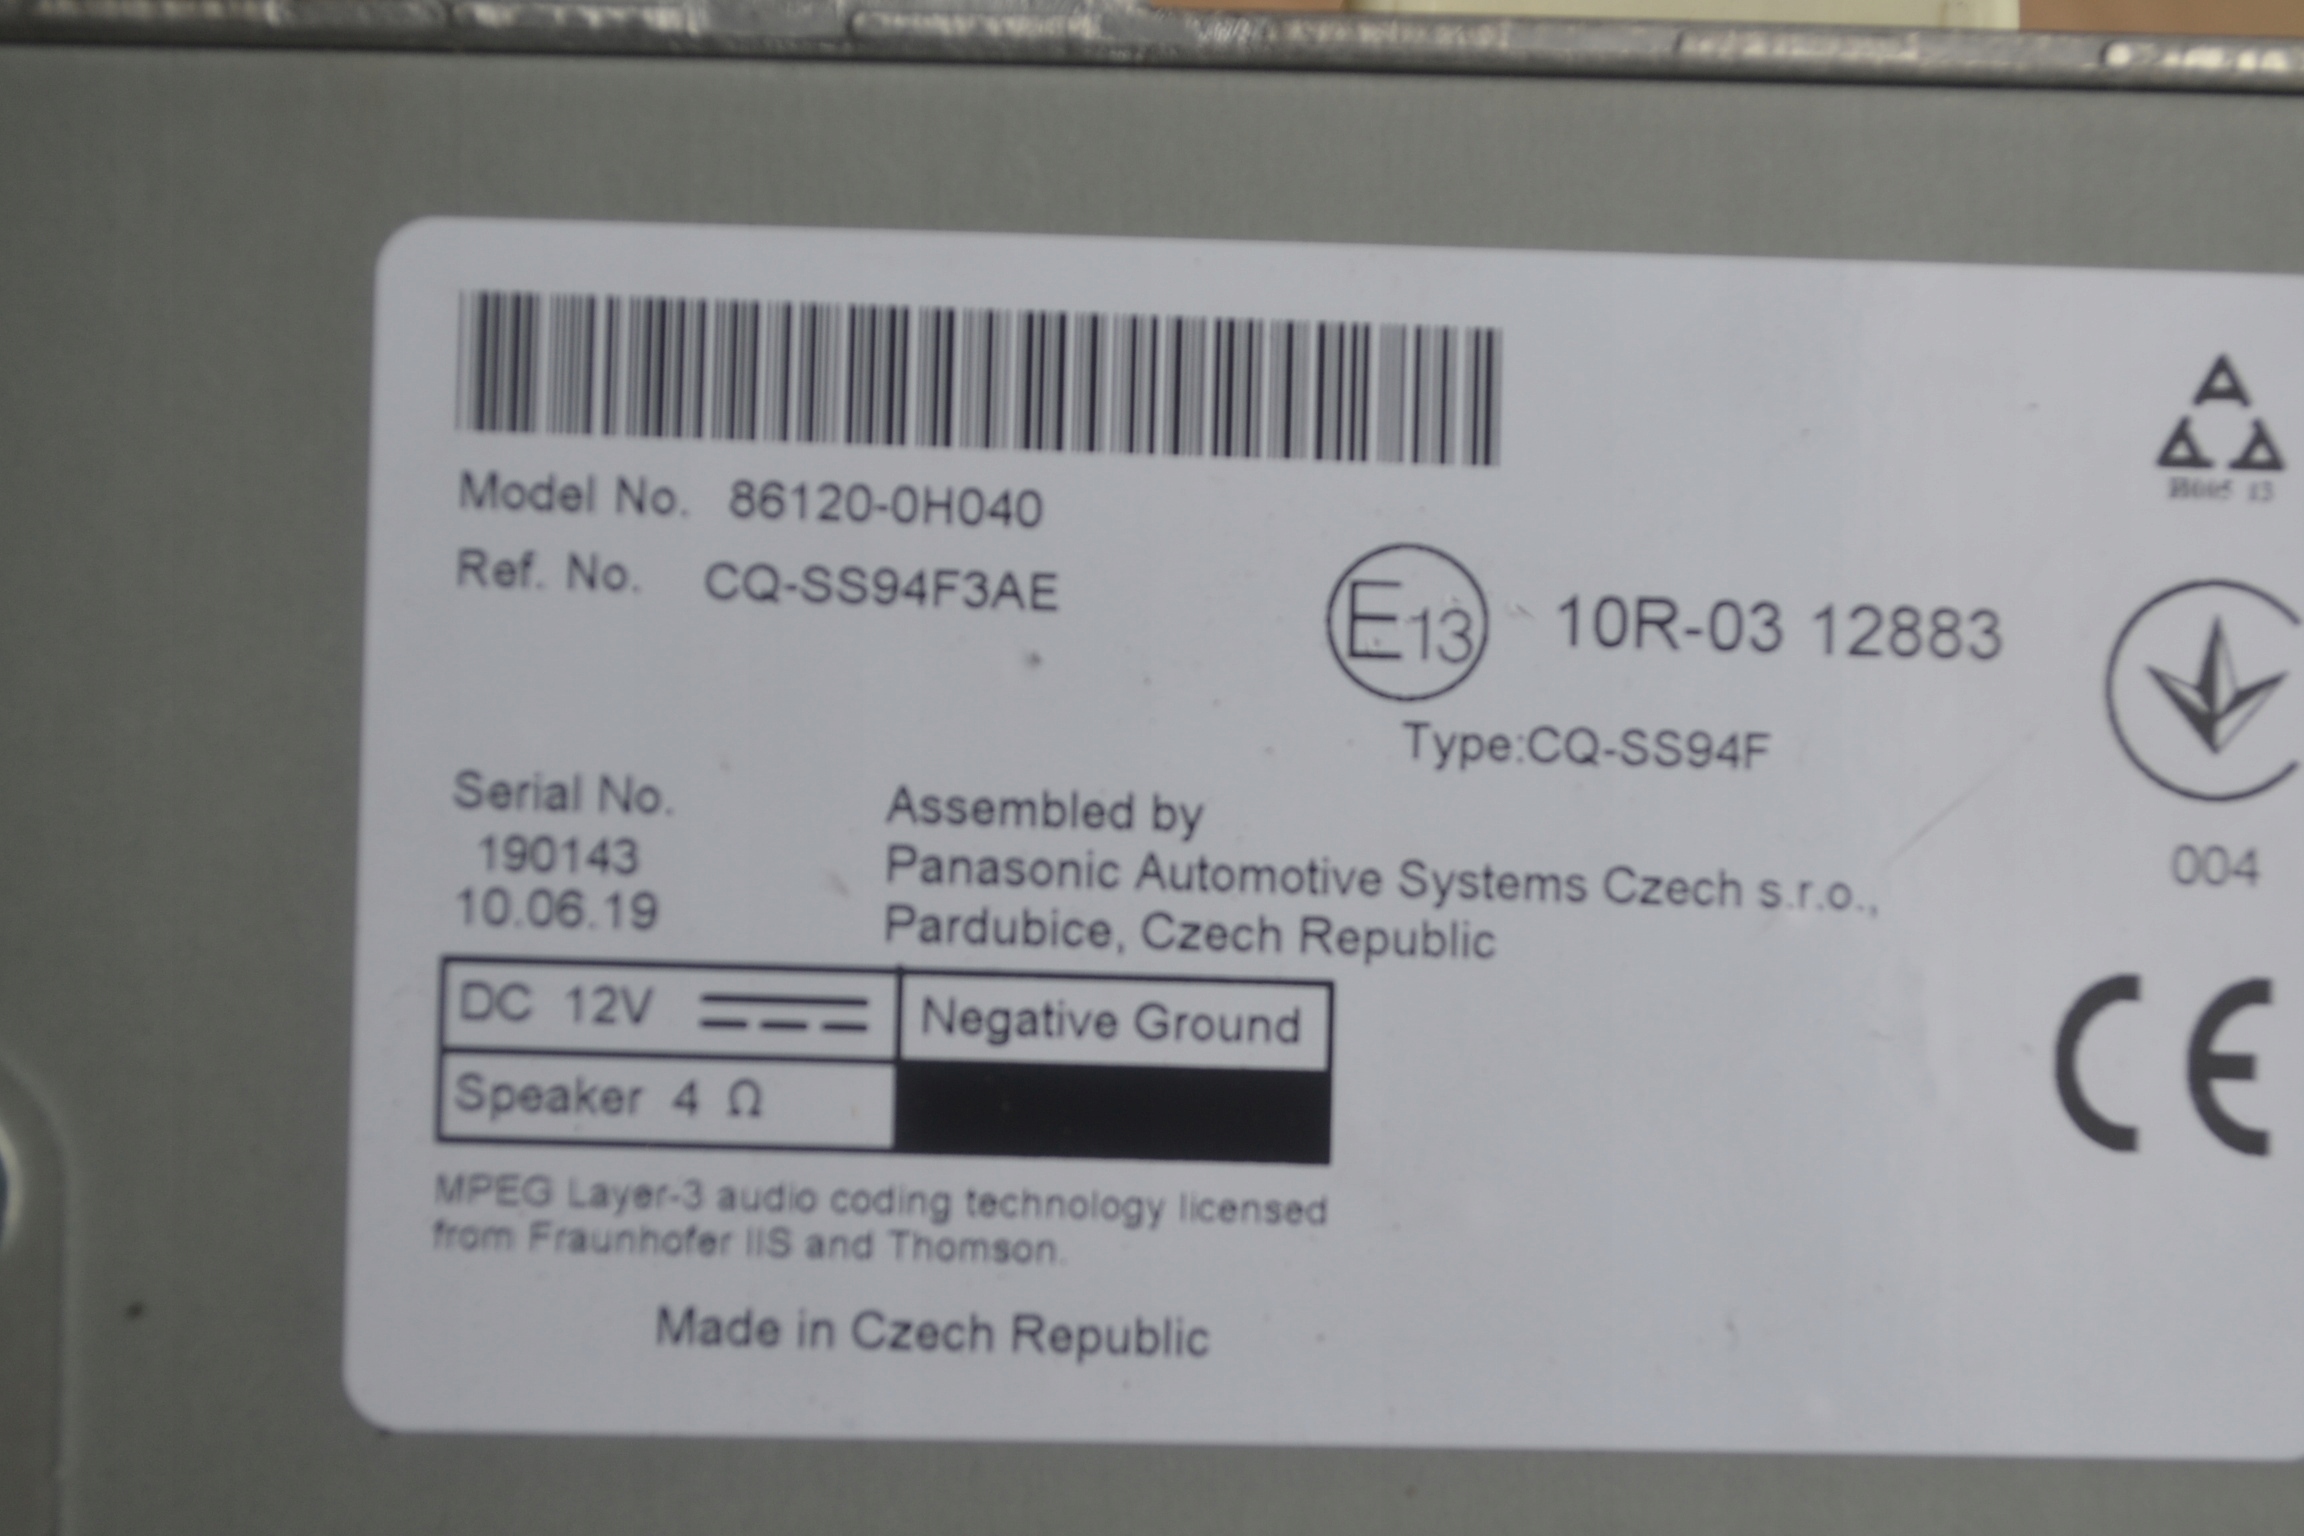 Model No. 86120-0H040
Ref. No. CQ-SS94F3AE
E13 10R-03 12883
Type:CQ-SS94F
Serial No.
190143
10.06.19
Assembled by
Panasonic Automotive Systems Czech s.r.o.,
Pardubice, Czech Republic
004
DC 12V
Negative Ground
Speaker 4 Ω
CE
MPEG Layer-3 audio coding technology licensed
from Fraunhofer IIS and Thomson.
Made in Czech Republic